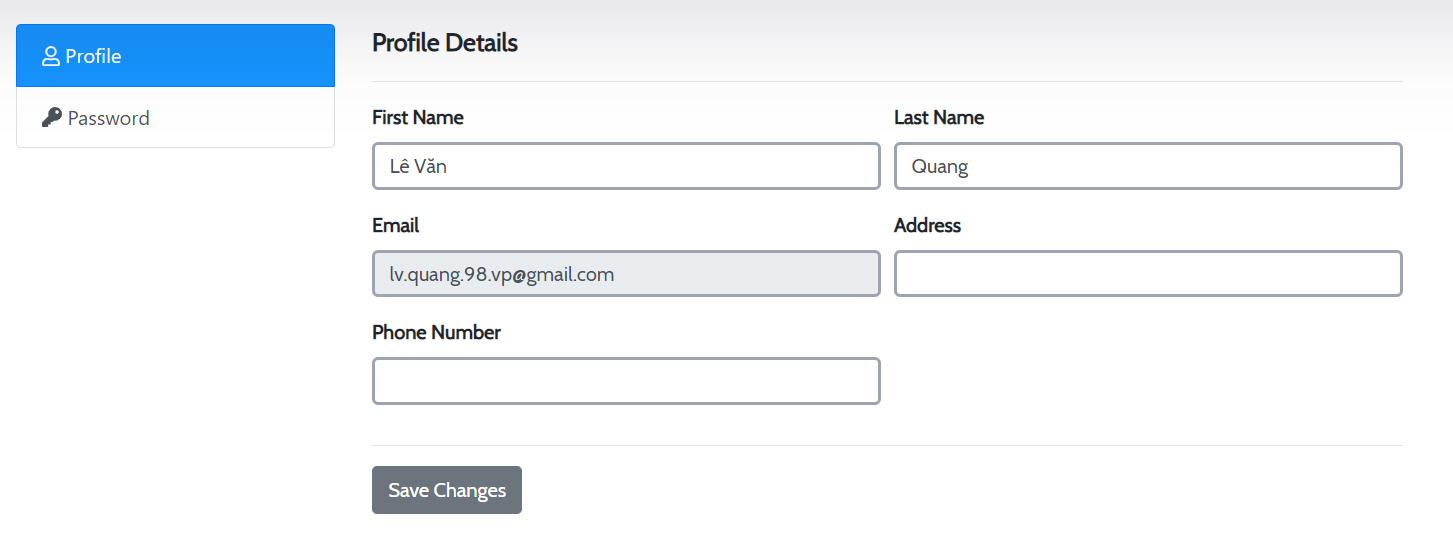 Profile
Password
Profile Details
First Name
Last Name
Lê Văn
Quang
Email
Address
lv.quang.98.vp@gmail.com
Phone Number
Save Changes